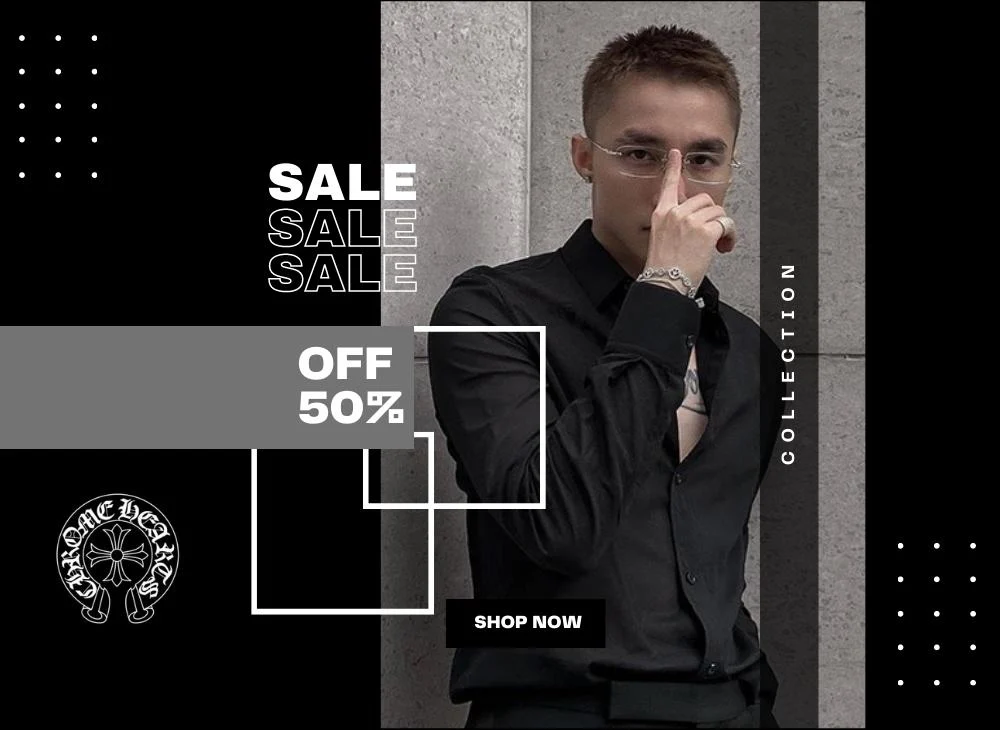 SALE
SALE
SALE
OFF
50%
COLLECTION
CHROME HEARTS
SHOP NOW